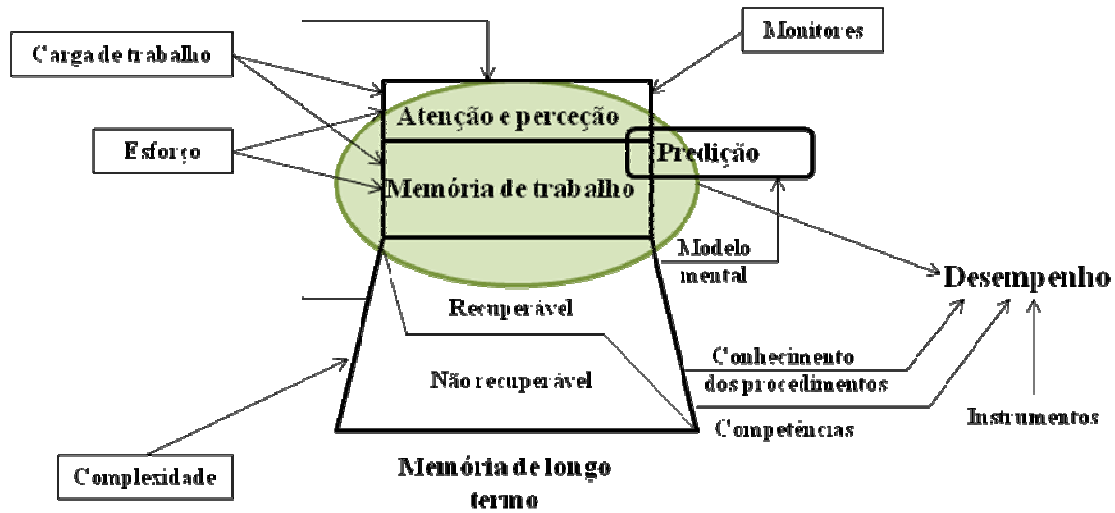 Monitores
Carga de trabalho
Atenção e perceção
Esforço
Predição
Memória de trabalho
Modelo
mental
Desempenho
Recuperável
Conhecimento
dos procedimentos
Não recuperável
Instrumentos
Competências
Complexidade
Memória de longo
termo